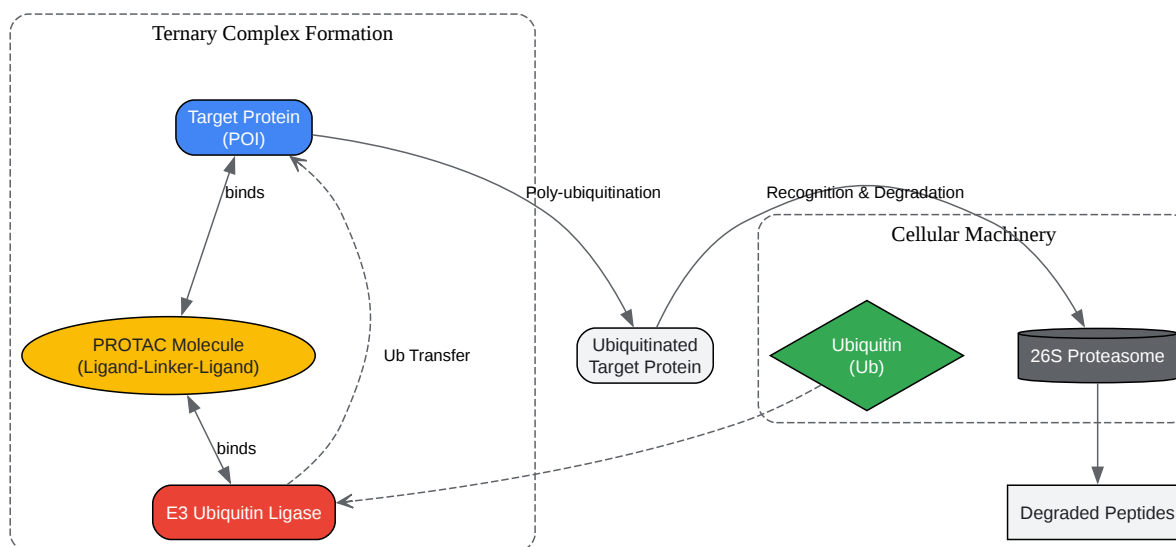 Ternary Complex Formation
Target Protein
(POI)
binds
Poly-ubiquitination
Recognition & Degradation
Cellular Machinery
PROTAC Molecule
(Ligand-Linker-Ligand)
Ub Transfer
Ubiquitinated
Target Protein
Ubiquitin
(Ub)
26S Proteasome
binds
E3 Ubiquitin Ligase
Degraded Peptides